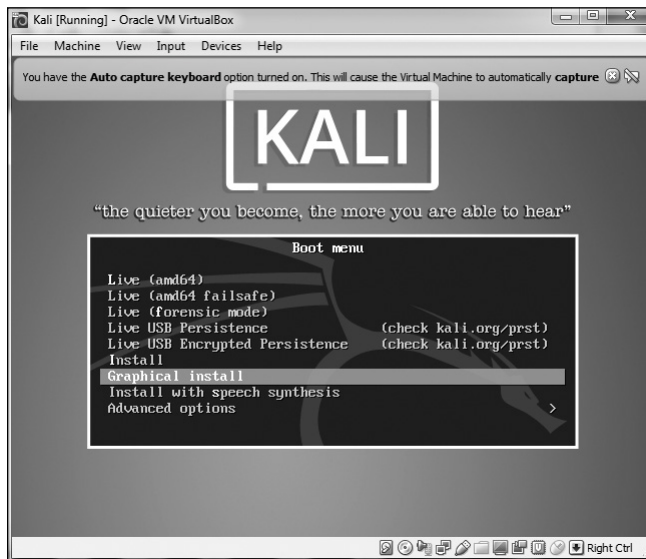 Kali [Running] - Oracle VM VirtualBox
File Machine View Input Devices Help
You have the Auto capture keyboard option turned on. This will cause the Virtual Machine to automatically capture
KALI
“the quieter you become, the more you are able to hear”
Boot menu
Live (amd64)
Live (amd64 failsafe)
Live (forensic mode)
Live USB Persistence (check kali.org/prst)
Live USB Encrypted Persistence (check kali.org/prst)
Install
Graphical install
Install with speech synthesis
Advanced options >
Right Ctrl